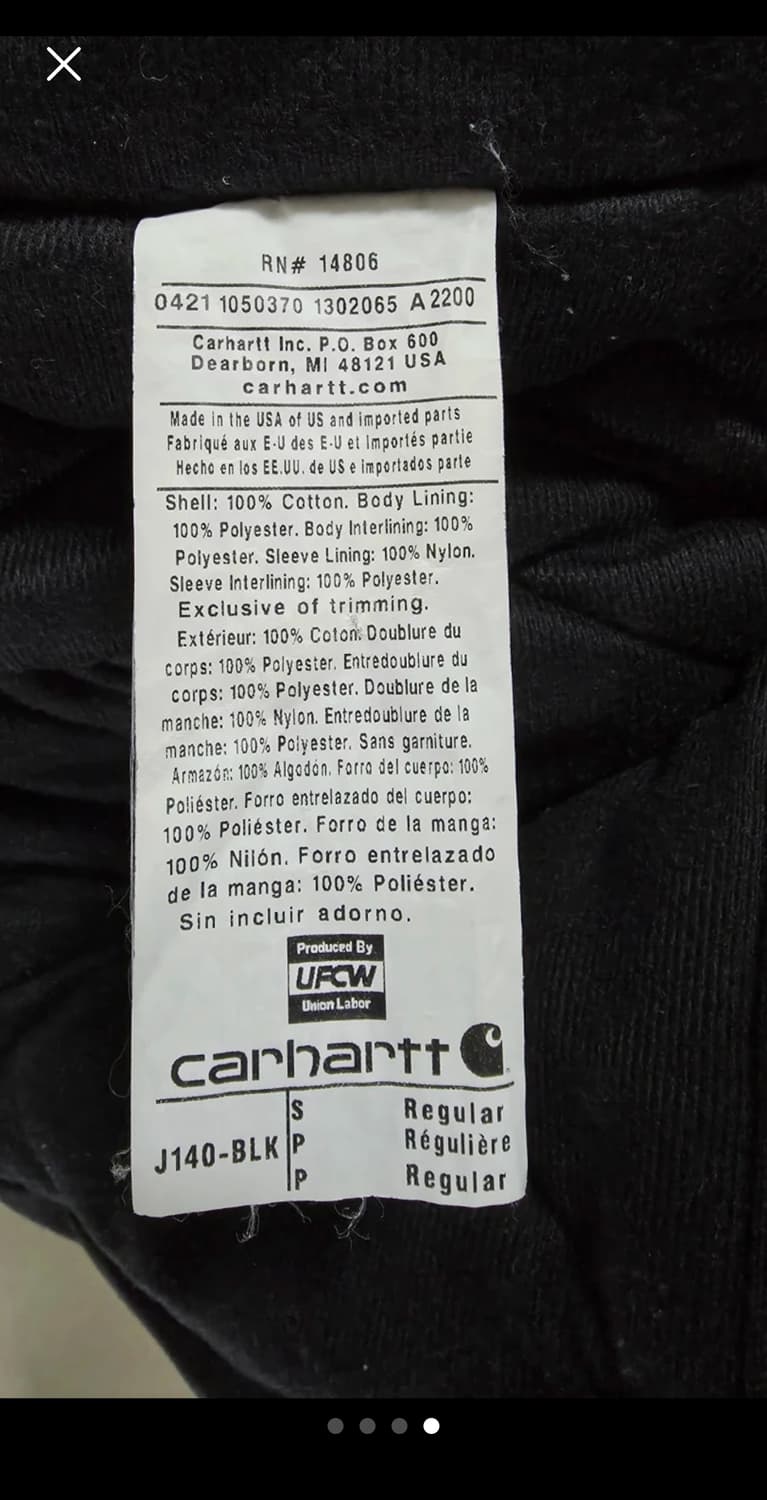 RN# 14806
0421 1050370 1302065 A 2200
Carhartt Inc. P.O. Box 600
Dearborn, MI 48121 USA
carhartt.com
Made in the USA of US and imported parts
Fabriqué aux E-U des E-U et Importés partie
Hecho en los EE.UU. de US e importados parte
Shell: 100% Cotton. Body Lining:
100% Polyester. Body Interlining: 100%
Polyester. Sleeve Lining: 100% Nylon.
Sleeve Interlining: 100% Polyester.
Exclusive of trimming.
Extérieur: 100% Coton. Doublure du
corps: 100% Polyester. Entredoublure du
corps: 100% Polyester. Doublure de la
manche: 100% Nylon. Entredoublure de la
manche: 100% Polyester. Sans garniture.
Armazón: 100% Algodón. Forro del cuerpo: 100%
Poliéster. Forro entrelazado del cuerpo:
100% Poliéster. Forro de la manga:
100% Nilón. Forro entrelazado
de la manga: 100% Poliéster.
Sin incluir adorno.
Produced By
UFCW
Union Labor
carhartt
S Regular
J140-BLK P Régulière
P Regular